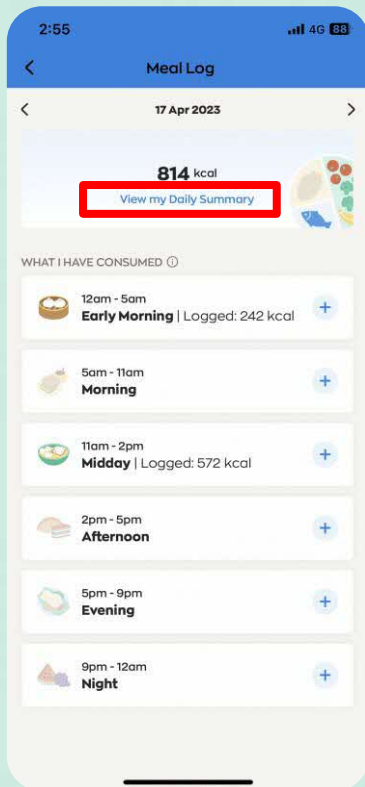 2:55 4G 88
Meal Log
17 Apr 2023
814 kcal
View my Daily Summary
WHAT I HAVE CONSUMED
12am - 5am
Early Morning | Logged: 242 kcal
5am - 11am
Morning
11am - 2pm
Midday | Logged: 572 kcal
2pm - 5pm
Afternoon
5pm - 9pm
Evening
9pm - 12am
Night